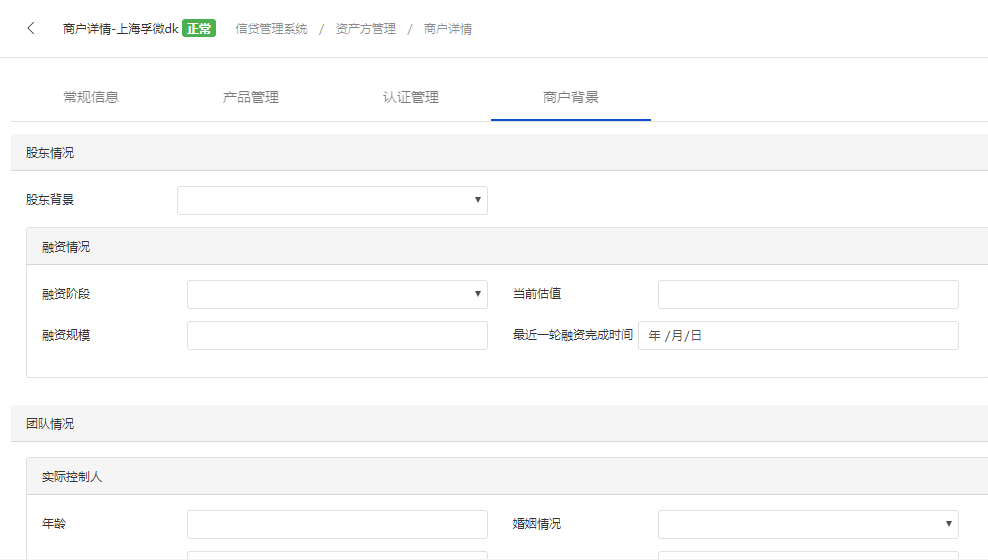 商户详情-上海孚微dk 正常 信贷管理系统 / 资产方管理 / 商户详情
常规信息 产品管理 认证管理 商户背景
股东情况
股东背景
融资情况
融资阶段 当前估值
融资规模 最近一轮融资完成时间 年 /月/日
团队情况
实际控制人
年龄 婚姻情况